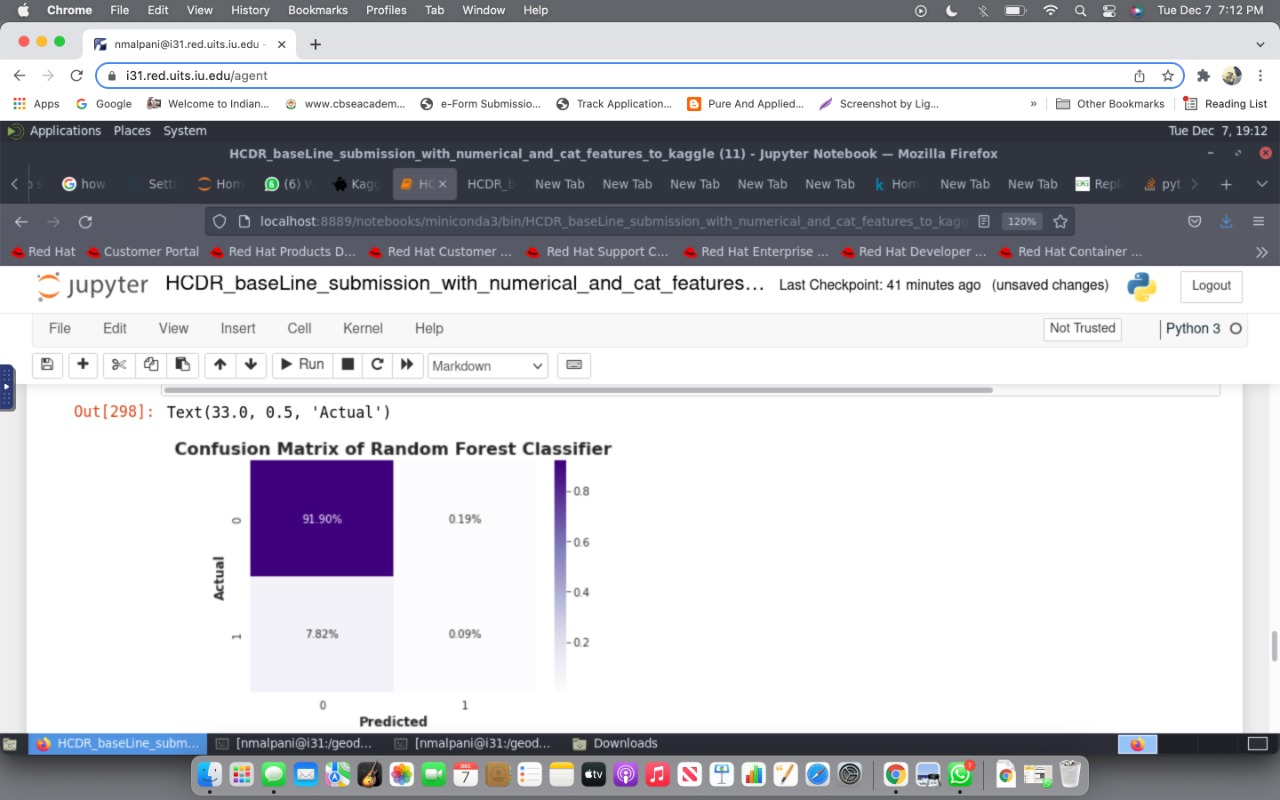 Chrome File Edit View History Bookmarks Profiles Tab Window Help Tue Dec 7 7:12 PM
nmalpani@i31.red.uits.iu.edu -
i31.red.uits.iu.edu/agent
Apps Google Welcome to Indian... www.cbseacadem... e-Form Submissio... Track Application... Pure And Applied... Screenshot by Lig... » Other Bookmarks Reading List
Applications Places System Tue Dec 7, 19:12
HCDR_baseLine_submission_with_numerical_and_cat_features_to_kaggle (11) - Jupyter Notebook — Mozilla Firefox
how Setti Hom (6) Kagg HC HCDR_b New Tab New Tab New Tab New Tab New Tab Hom New Tab New Tab Repl pyt
localhost:8889/notebooks/miniconda3/bin/HCDR_baseLine_submission_with_numerical_and_cat_features_to_kagg 120%
Red Hat Customer Portal Red Hat Products D... Red Hat Customer ... Red Hat Support C... Red Hat Enterprise ... Red Hat Developer ... Red Hat Container ...
jupyter HCDR_baseLine_submission_with_numerical_and_cat_features... Last Checkpoint: 41 minutes ago (unsaved changes) Logout
File Edit View Insert Cell Kernel Help Not Trusted Python 3
Run Markdown
Out[298]: Text(33.0, 0.5, 'Actual')
Confusion Matrix of Random Forest Classifier
0.8
0 91.90% 0.19%
0.6
Actual
0.4
1 7.82% 0.09%
0.2
0 1
Predicted
HCDR_baseLine_subm... [nmalpani@i31:/geod... [nmalpani@i31:/geod... Downloads
DEC
7
tv
7